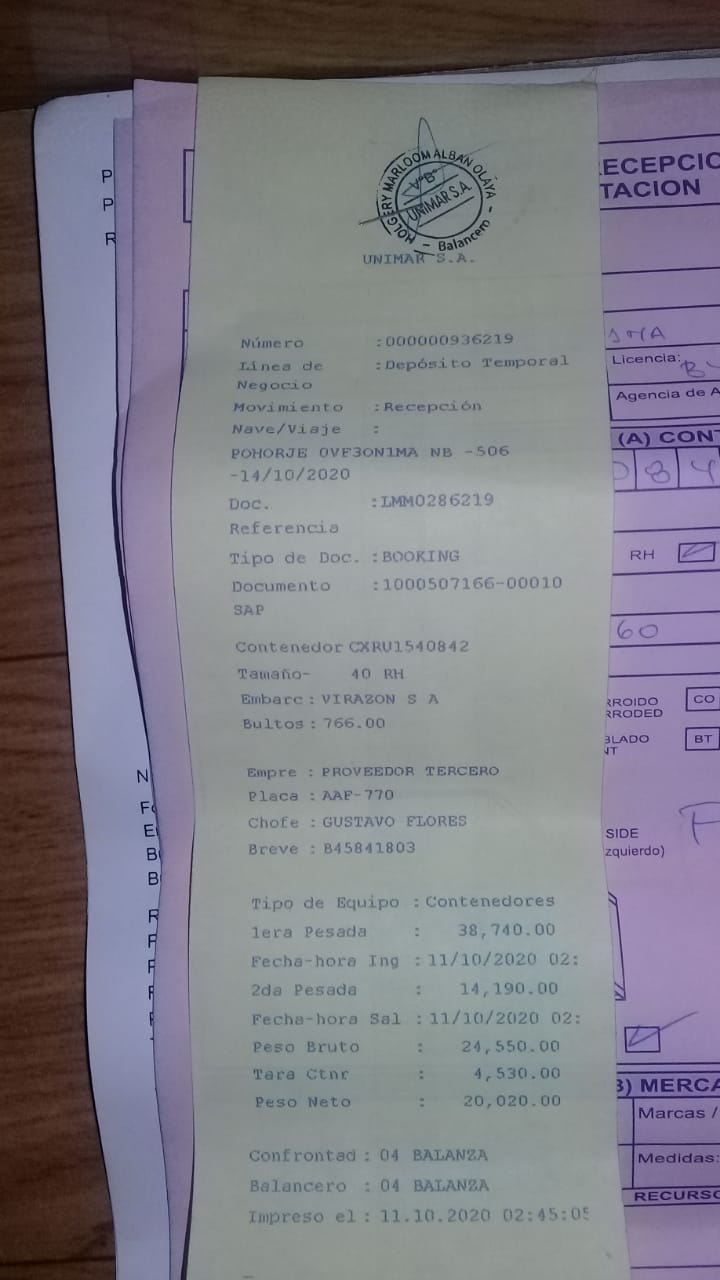 HOLGERY MARLOOM ALBAN OLAYA
VºBº
UNIMAR S.A.
- Balancero -
UNIMAR S.A.
Número :000000936219
Línea de :Depósito Temporal
Negocio
Movimiento :Recepción
Nave/Viaje :
POHORJE 0VF3ON1MA NB -506
-14/10/2020
Doc. :LMM0286219
Referencia
Tipo de Doc. :BOOKING
Documento :1000507166-00010
SAP
Contenedor CXRU1540842
Tamaño- 40 RH
Embarc : VIRAZON S A
Bultos : 766.00
Empre : PROVEEDOR TERCERO
Placa : AAF-770
Chofe : GUSTAVO FLORES
Breve : B45841803
Tipo de Equipo : Contenedores
1era Pesada : 38,740.00
Fecha-hora Ing : 11/10/2020 02:
2da Pesada : 14,190.00
Fecha-hora Sal : 11/10/2020 02:
Peso Bruto : 24,550.00
Tara Ctnr : 4,530.00
Peso Neto : 20,020.00
Confrontad : 04 BALANZA
Balancero : 04 BALANZA
Impreso el : 11.10.2020 02:45:05
ECEPCIO
TACION
Licencia:
Agencia de A
(A) CONT
8 4
RH
60
RROIDO CO
RRODED
BLADO BT
NT
SIDE
zquierdo)
B) MERCA
Marcas /
Medidas:
RECURSO
P
P
R
N
F
E
B
B
R
F
F
F